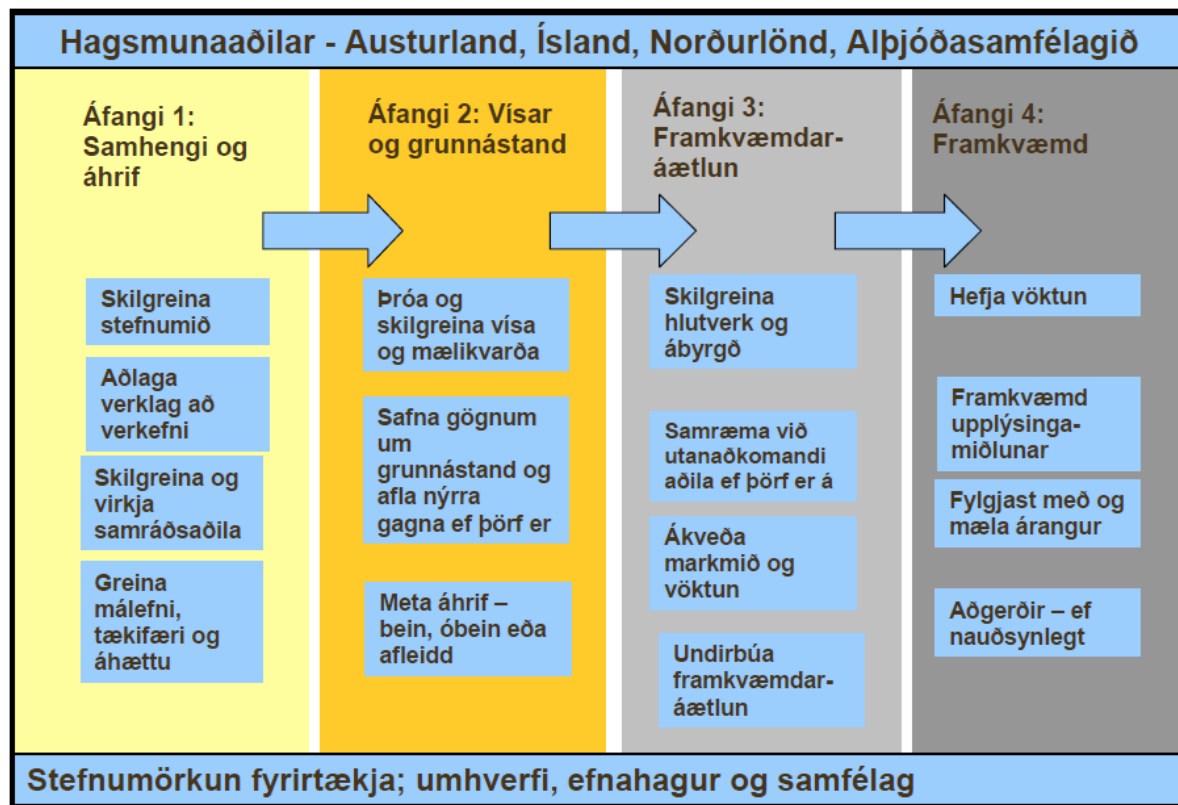 Hagsmunaaðilar - Austurland, Ísland, Norðurlönd, Alþjóðasamfélagið
Áfangi 1:
Samhengi og
áhrif
Skilgreina
stefnumið
Aðlaga
verklag að
verkefni
Skilgreina og
virkja
samráðsaðila
Greina
málefni,
tækifæri og
áhættu
Áfangi 2: Vísar
og grunnástand
Þróa og
skilgreina vísa
og mælikvarða
Safna gögnum
um
grunnástand og
afla nýrra
gagna ef þörf er
Meta áhrif –
bein, óbein eða
afleidd
Áfangi 3:
Framkvæmdar-
áætlun
Skilgreina
hlutverk og
ábyrgð
Samræma við
utanaðkomandi
aðila ef þörf er á
Ákveða
markmið og
vöktun
Undirbúa
framkvæmdar-
áætlun
Áfangi 4:
Framkvæmd
Hefja vöktun
Framkvæmd
upplýsinga-
miðlunar
Fylgjast með og
mæla árangur
Aðgerðir – ef
nauðsynlegt
Stefnumörkun fyrirtækja; umhverfi, efnahagur og samfélag